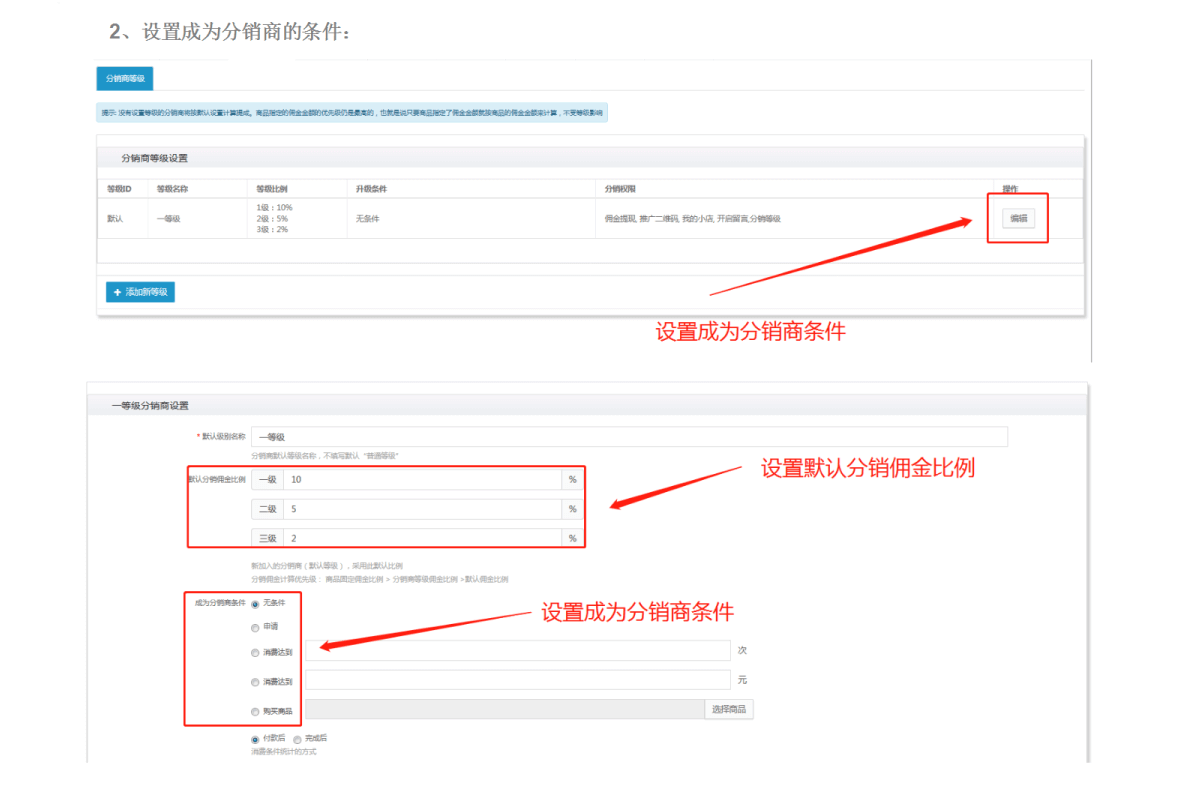 2、设置成为分销商的条件：
分销商等级
提示: 没有设置等级的分销商将按默认设置计算提成。商品指定的佣金金额的优先级仍是最高的，也就是说只要商品指定了佣金金额就按商品的佣金金额来计算，不受等级影响
分销商等级设置
等级ID 等级名称 等级比例 升级条件 分销权限 操作
默认 一等级 1级：10% 无条件 佣金提现, 推广二维码, 我的小店, 开启留言,分销等级 编辑
2级：5%
3级：2%
+ 添加新等级
设置成为分销商条件
一等级分销商设置
* 默认级别名称 一等级
分销商默认等级名称，不填写默认 "普通等级"
设置默认分销佣金比例
默认分销佣金比例 一级 10 %
二级 5 %
三级 2 %
新加入的分销商 ( 默认等级 )，采用此默认比例
分销佣金计算优先级： 商品固定佣金比例 > 分销商等级佣金比例 >默认佣金比例
成为分销商条件 无条件
设置成为分销商条件
申请
消费达到 次
消费达到 元
购买商品 选择商品
付款后 完成后
消费条件统计的方式